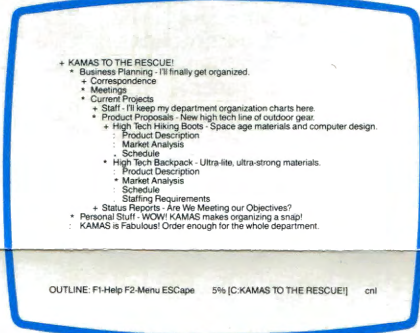 + KAMAS TO THE RESCUE!
* Business Planning - I'll finally get organized.
+ Correspondence
* Meetings
* Current Projects
+ Staff - I'll keep my department organization charts here.
* Product Proposals - New high tech line of outdoor gear.
+ High Tech Hiking Boots - Space age materials and computer design.
: Product Description
: Market Analysis
. Schedule
* High Tech Backpack - Ultra-lite, ultra-strong materials.
: Product Description
* Market Analysis
: Schedule
. Staffing Requirements
+ Status Reports - Are We Meeting our Objectives?
* Personal Stuff - WOW! KAMAS makes organizing a snap!
: KAMAS is Fabulous! Order enough for the whole department.
OUTLINE: F1-Help F2-Menu ESCape 5% [C:KAMAS TO THE RESCUE!] cnl